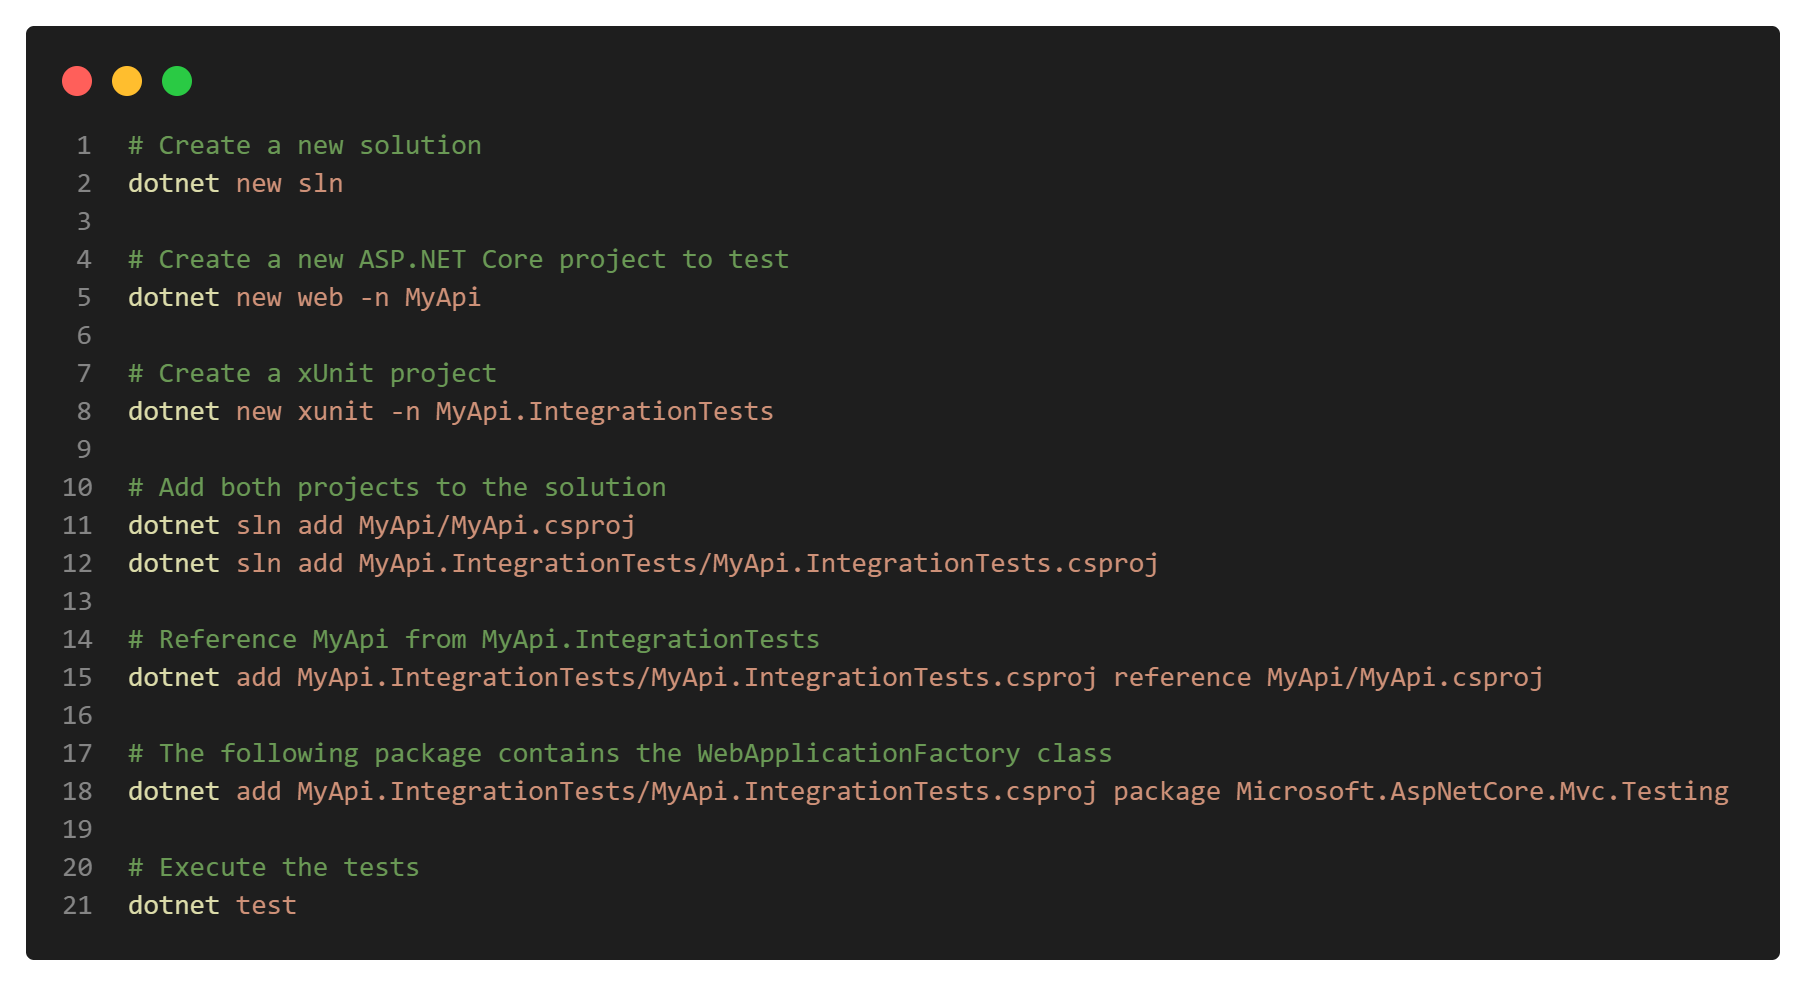 1 # Create a new solution
2 dotnet new sln
3
4 # Create a new ASP.NET Core project to test
5 dotnet new web -n MyApi
6
7 # Create a xUnit project
8 dotnet new xunit -n MyApi.IntegrationTests
9
10 # Add both projects to the solution
11 dotnet sln add MyApi/MyApi.csproj
12 dotnet sln add MyApi.IntegrationTests/MyApi.IntegrationTests.csproj
13
14 # Reference MyApi from MyApi.IntegrationTests
15 dotnet add MyApi.IntegrationTests/MyApi.IntegrationTests.csproj reference MyApi/MyApi.csproj
16
17 # The following package contains the WebApplicationFactory class
18 dotnet add MyApi.IntegrationTests/MyApi.IntegrationTests.csproj package Microsoft.AspNetCore.Mvc.Testing
19
20 # Execute the tests
21 dotnet test